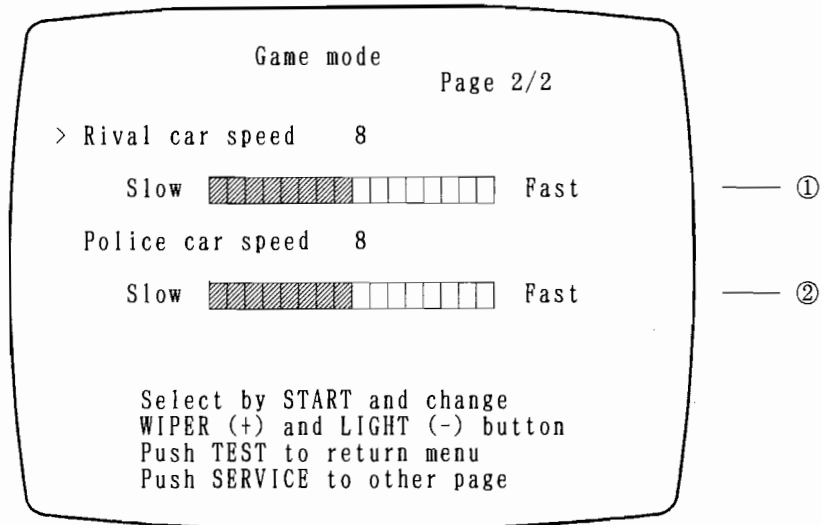 Game mode
Page 2/2
> Rival car speed 8
Slow Fast ①
Police car speed 8
Slow Fast ②
Select by START and change
WIPER (+) and LIGHT (-) button
Push TEST to return menu
Push SERVICE to other page